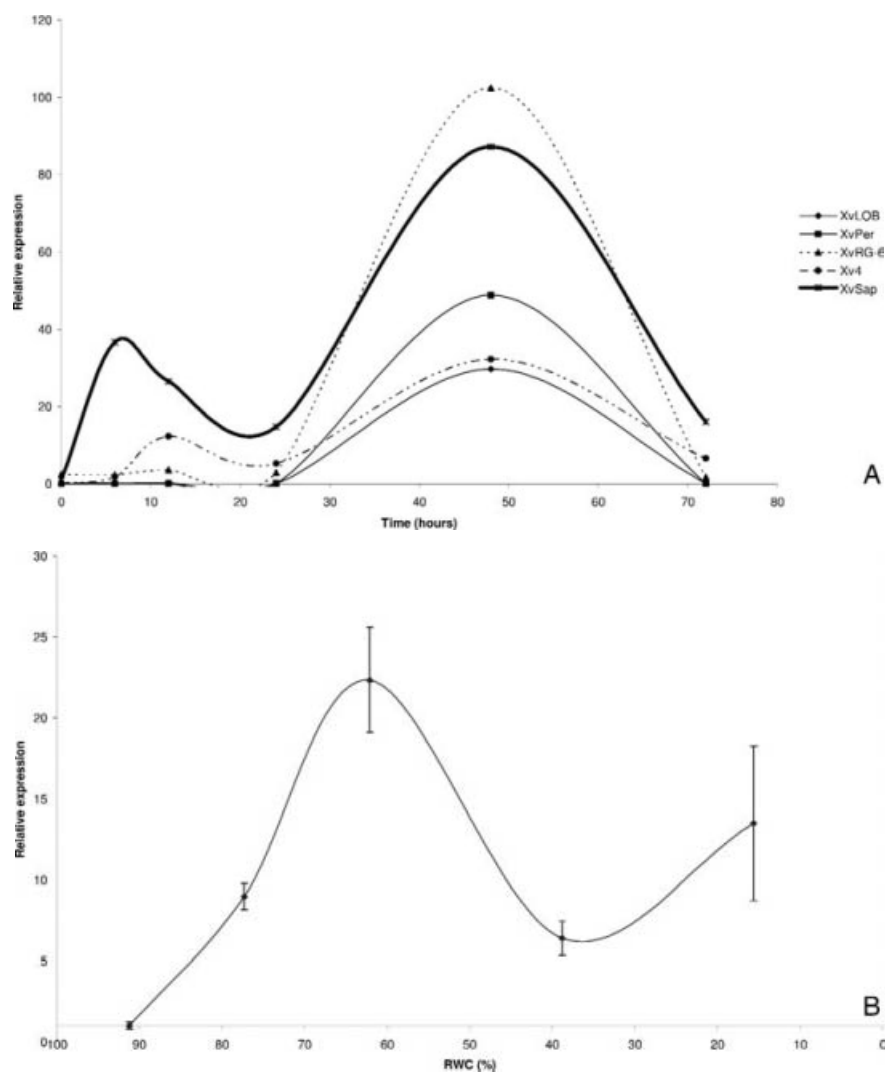 120
100
80
60
40
20
0
Relative expression
0 10 20 30 40 50 60 70 80
Time (hours)
XvLOB
XvPer
XvRG-6
Xv4
XvSap
A
30
25
20
15
10
5
0
Relative expression
100 90 80 70 60 50 40 30 20 10 0
RWC (%)
B